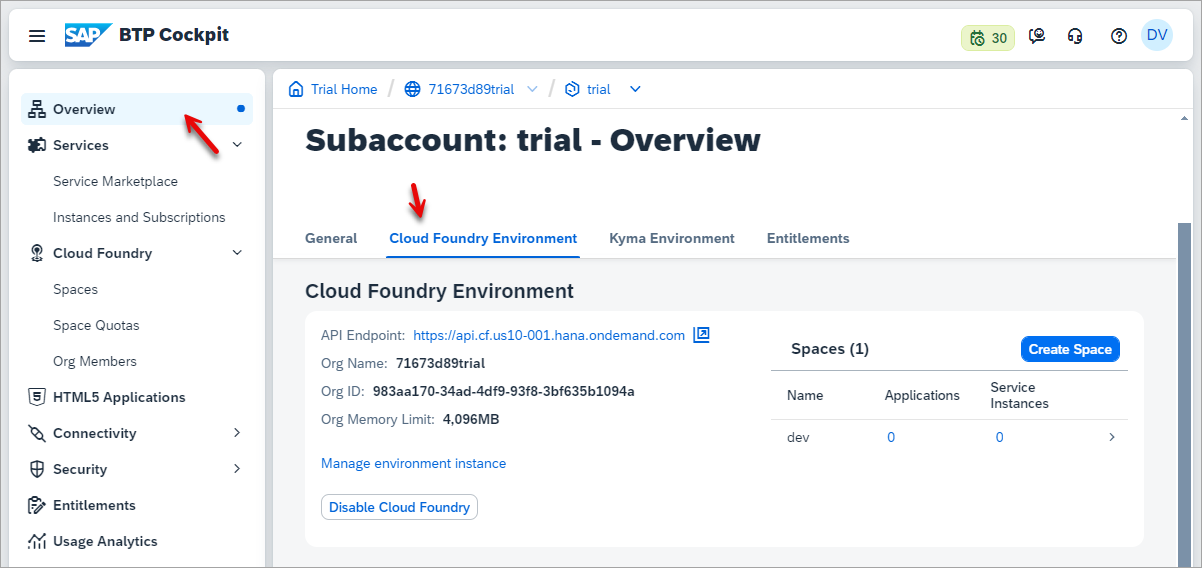 SAP BTP Cockpit
30
DV
Overview
Services
Service Marketplace
Instances and Subscriptions
Cloud Foundry
Spaces
Space Quotas
Org Members
HTML5 Applications
Connectivity
Security
Entitlements
Usage Analytics
Trial Home / 71673d89trial / trial
Subaccount: trial - Overview
General Cloud Foundry Environment Kyma Environment Entitlements
Cloud Foundry Environment
API Endpoint: https://api.cf.us10-001.hana.ondemand.com
Org Name: 71673d89trial
Org ID: 983aa170-34ad-4df9-93f8-3bf635b1094a
Org Memory Limit: 4,096MB
Manage environment instance
Disable Cloud Foundry
Spaces (1) Create Space
Name Applications Service Instances
dev 0 0